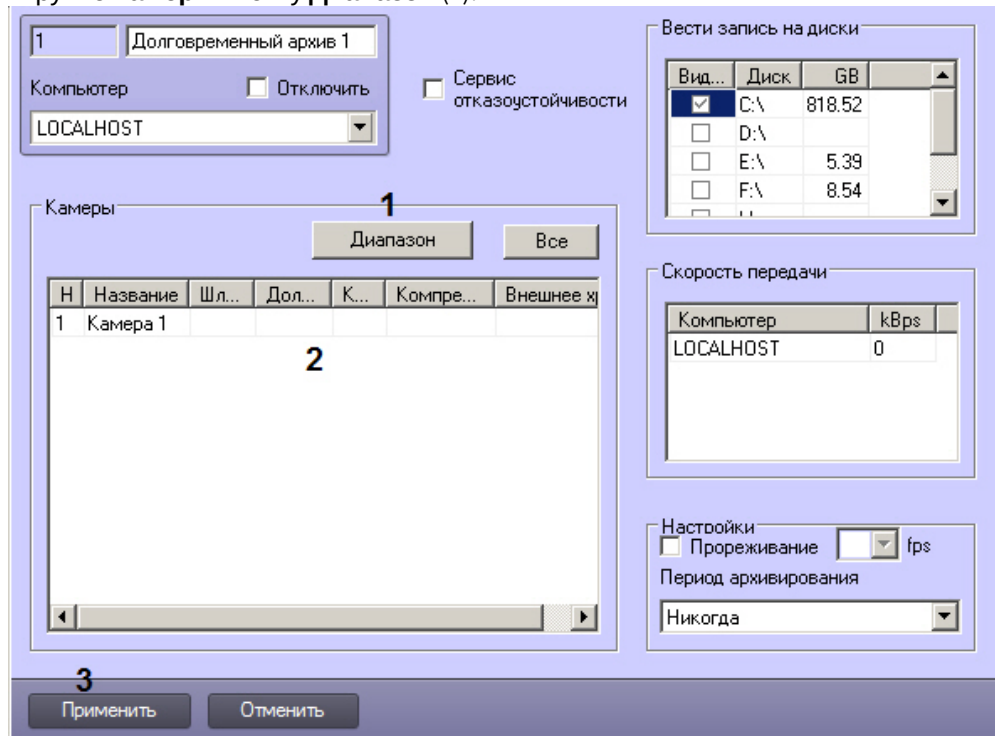 1 Долговременный архив 1
Компьютер Отключить
LOCALHOST
Сервис
отказоустойчивости
Вести запись на диски
Вид... Диск GB
C:\ 818.52
D:\
E:\ 5.39
F:\ 8.54
Камеры 1
Диапазон Все
Н Название Шл... Дол... К... Компре... Внешнее
1 Камера 1
2
Скорость передачи
Компьютер kBps
LOCALHOST 0
Настройки
Прореживание fps
Период архивирования
Никогда
3
Применить Отменить